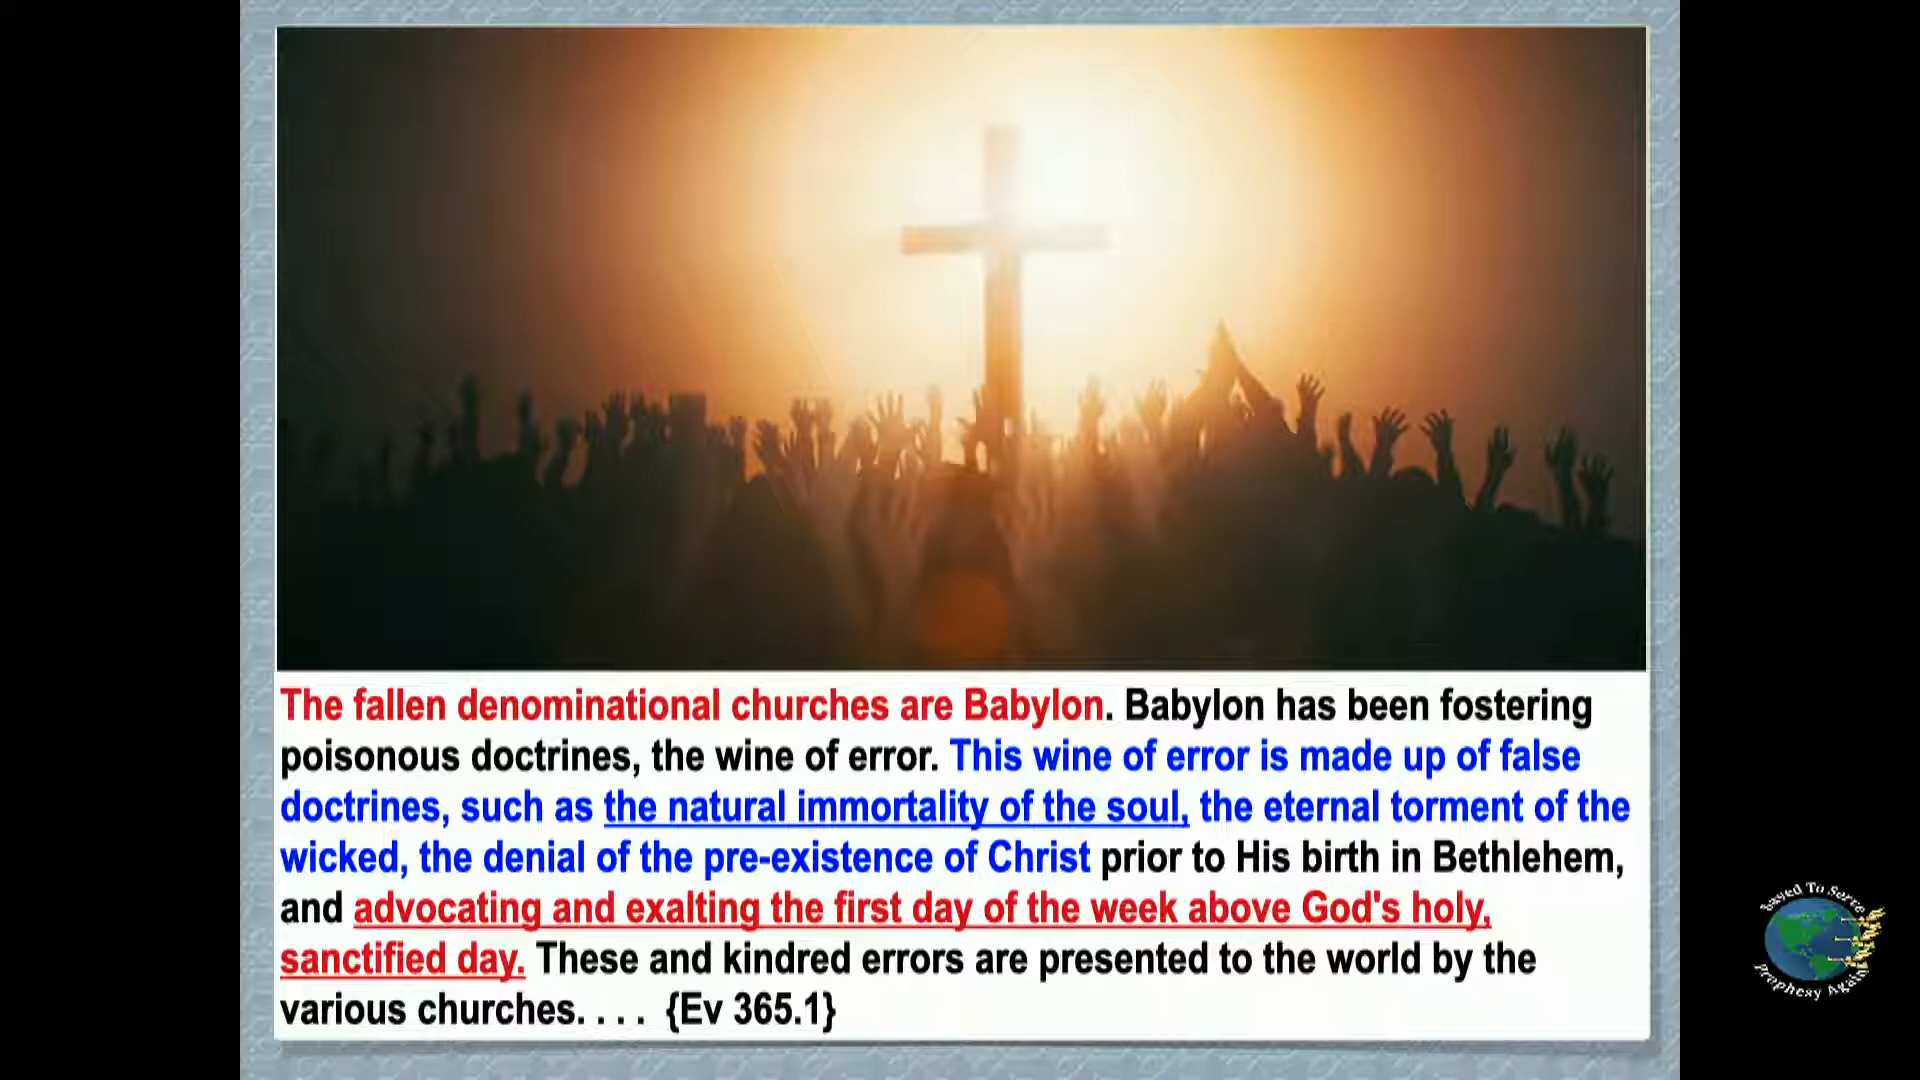 The fallen denominational churches are Babylon. Babylon has been fostering
poisonous doctrines, the wine of error. This wine of error is made up of false
doctrines, such as the natural immortality of the soul, the eternal torment of the
wicked, the denial of the pre-existence of Christ prior to His birth in Bethlehem,
and advocating and exalting the first day of the week above God's holy,
sanctified day. These and kindred errors are presented to the world by the
various churches. . . . {Ev 365.1}
To Serve
Prophesy Again